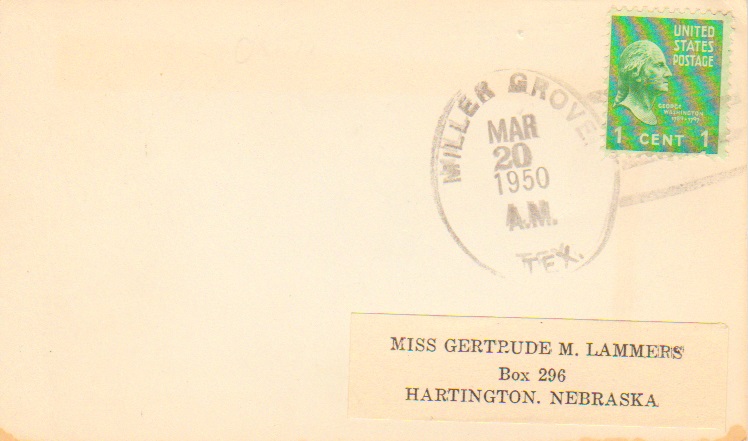 UNITED
STATES
POSTAGE
GEORGE
WASHINGTON
1 CENT 1
MILLER GROVE,
MAR
20
1950
A.M.
TEX.
MISS GERTRUDE M. LAMMERS
Box 296
HARTINGTON. NEBRASKA